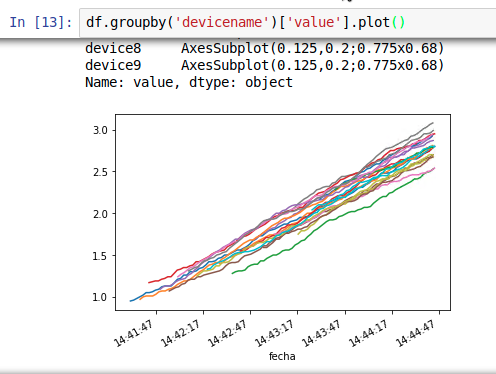 In [13]: df.groupby('devicename')['value'].plot()
device8     AxesSubplot(0.125,0.2;0.775x0.68)
device9     AxesSubplot(0.125,0.2;0.775x0.68)
Name: value, dtype: object
3.0
2.5
2.0
1.5
1.0
14:41:47 14:42:17 14:42:47 14:43:17 14:43:47 14:44:17 14:44:47
fecha